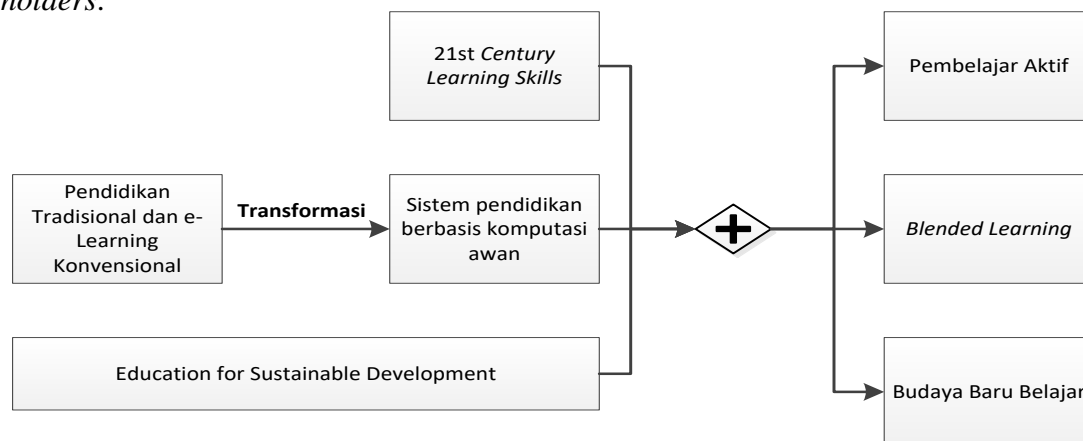 holders.
21st Century
Learning Skills
Pembelajar Aktif
Pendidikan
Tradisional dan e-
Learning
Konvensional
Transformasi
Sistem pendidikan
berbasis komputasi
awan
Blended Learning
Education for Sustainable Development
Budaya Baru Belajar